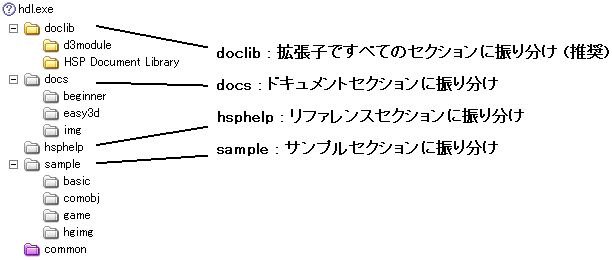 hdl.exe
doclib
d3module
HSP Document Library
docs
beginner
easy3d
img
hsphelp
sample
basic
comobj
game
hgimg
common
doclib : 拡張子ですべてのセクションに振り分け (推奨)
docs : ドキュメントセクションに振り分け
hsphelp : リファレンスセクションに振り分け
sample : サンプルセクションに振り分け